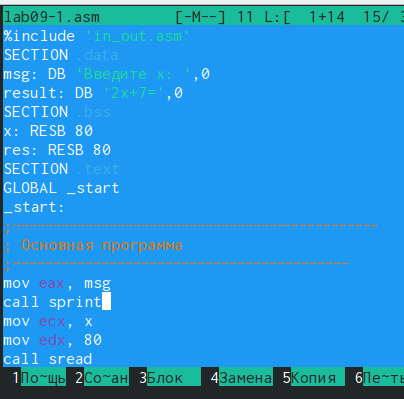 lab09-1.asm [-M--] 11 L:[ 1+14 15/ 3
%include 'in_out.asm'
SECTION .data
msg: DB 'Введите x: ',0
result: DB '2x+7=',0
SECTION .bss
x: RESB 80
res: RESB 80
SECTION .text
GLOBAL _start
_start:
;------------------------------------------
; Основная программа
;---------------------------------------
mov eax, msg
call sprint
mov ecx, x
mov edx, 80
call sread
1По~щь 2Со~ан 3Блок 4Замена 5Копия 6Пе~ть